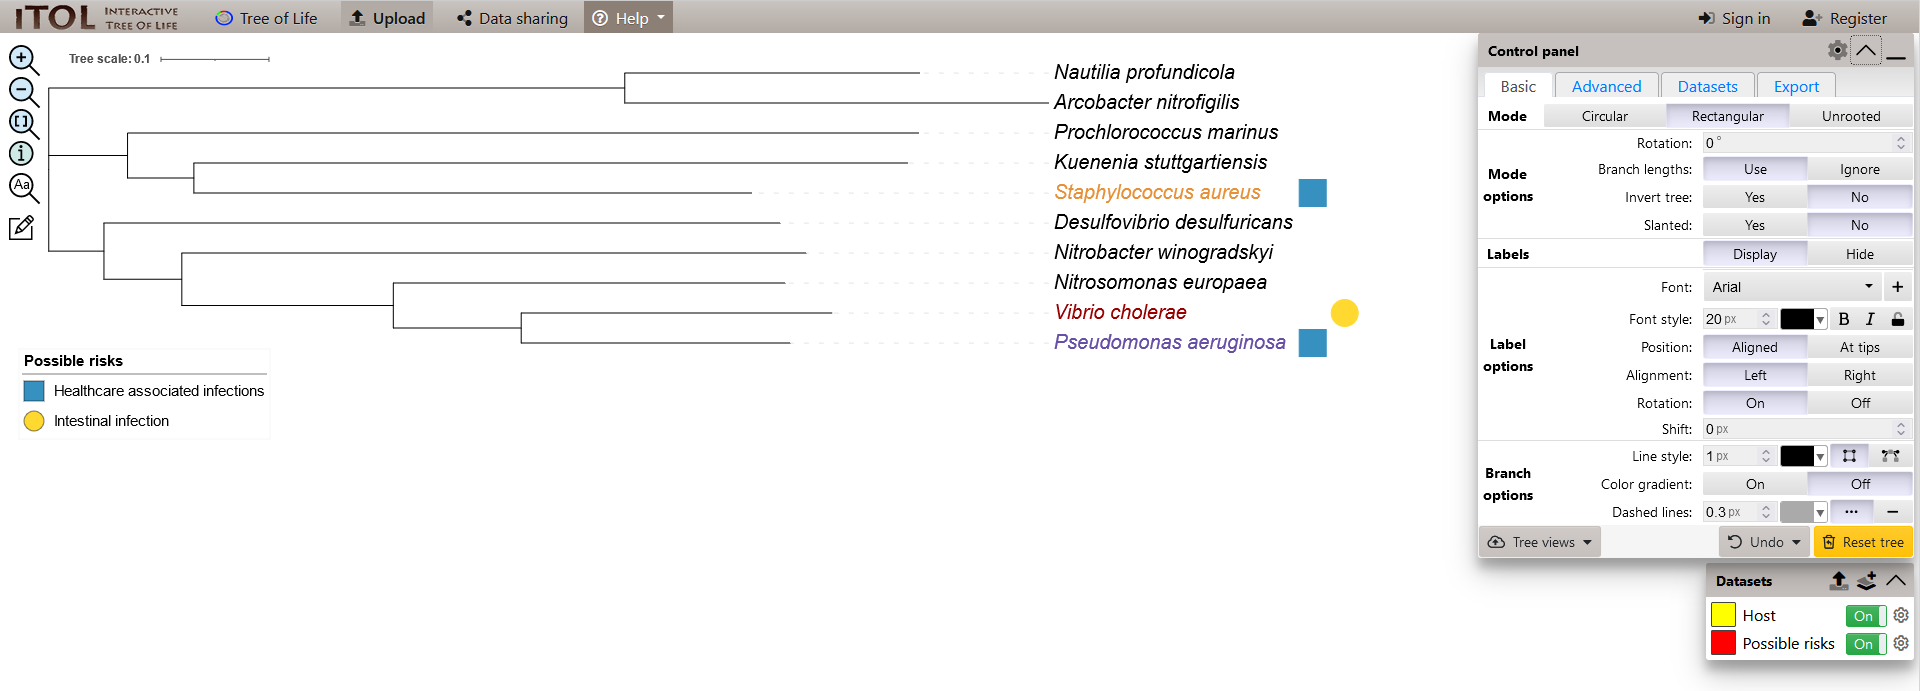 iTOL INTERACTIVE TREE OF LIFE Tree of Life Upload Data sharing ? Help Sign in Register
Tree scale: 0.1
Nautilia profundicola
Arcobacter nitrofigilis
Prochlorococcus marinus
Kuenenia stuttgartiensis
Staphylococcus aureus
Desulfovibrio desulfuricans
Nitrobacter winogradskyi
Nitrosomonas europaea
Vibrio cholerae
Pseudomonas aeruginosa
i
Aa
Possible risks
Healthcare associated infections
Intestinal infection
Control panel
Basic Advanced Datasets Export
Mode Circular Rectangular Unrooted
Mode options
Rotation: 0 °
Branch lengths: Use Ignore
Invert tree: Yes No
Slanted: Yes No
Labels Display Hide
Label options
Font: Arial +
Font style: 20 px B I
Position: Aligned At tips
Alignment: Left Right
Rotation: On Off
Shift: 0 px
Branch options
Line style: 1 px
Color gradient: On Off
Dashed lines: 0.3 px
Tree views Undo Reset tree
Datasets
Host On
Possible risks On